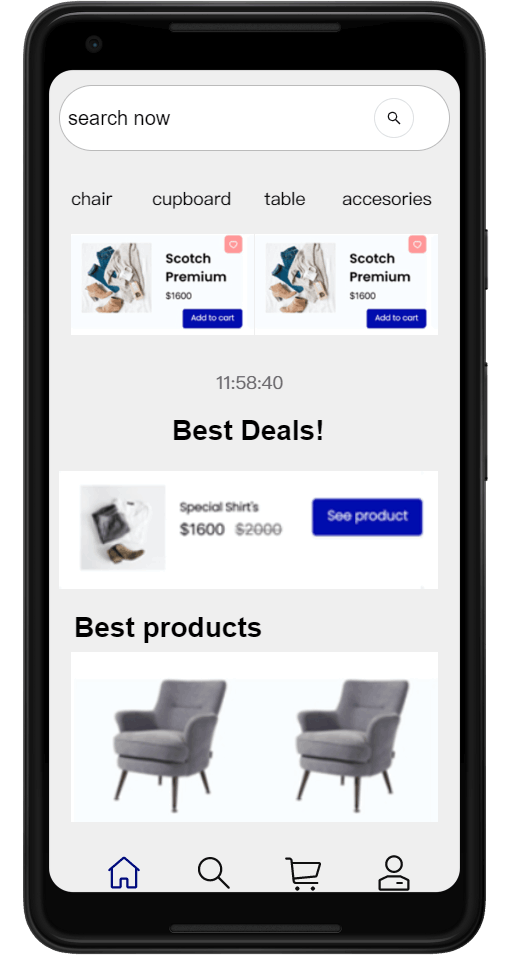 search now
chair cupboard table accesories
Scotch
Premium
$1600
Add to cart
Scotch
Premium
$1600
Add to cart
11:58:40
Best Deals!
Special Shirt's
$1600 $2000
See product
Best products